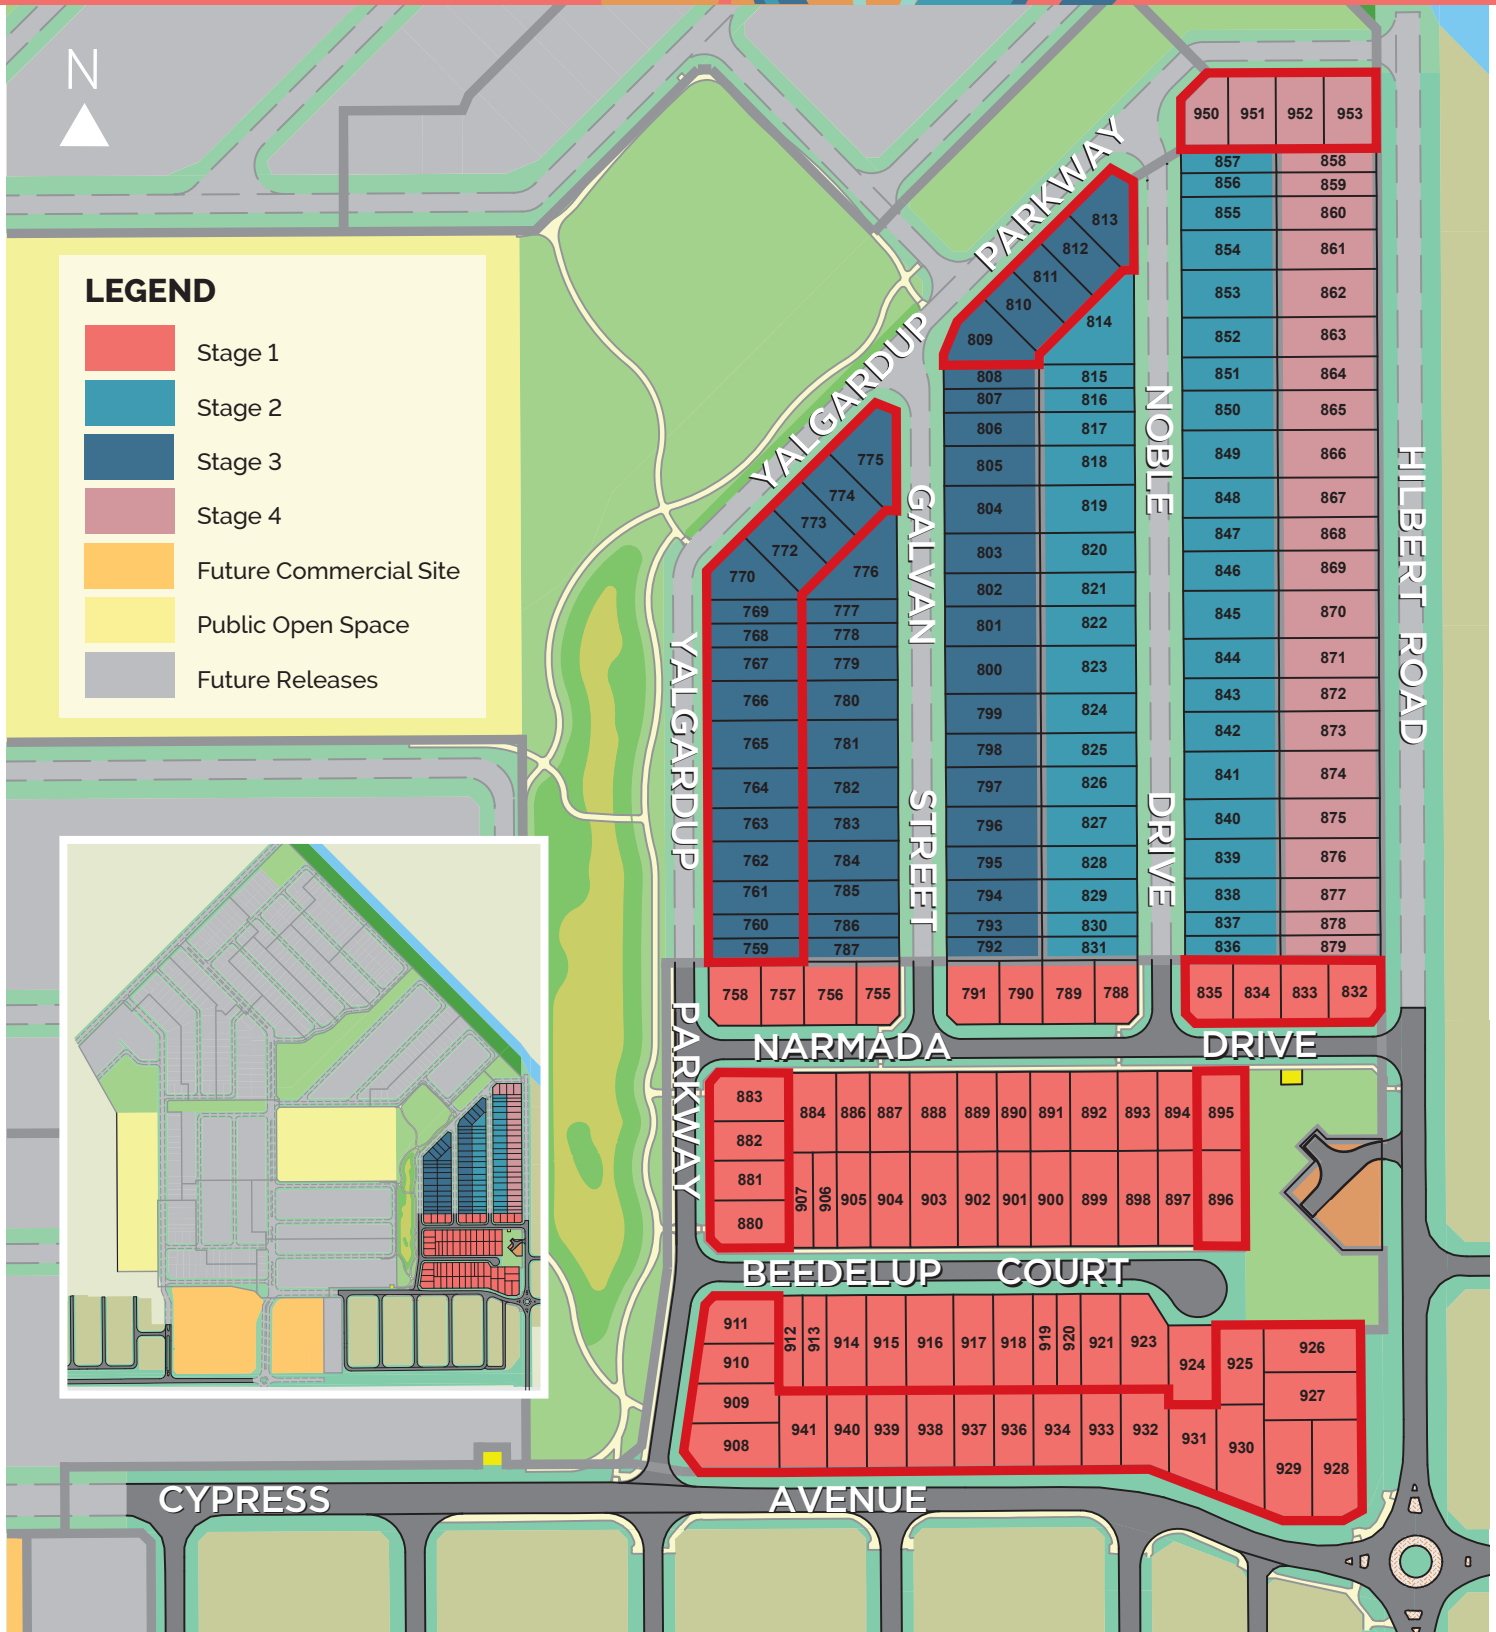 N
LEGEND
Stage 1
Stage 2
Stage 3
Stage 4
Future Commercial Site
Public Open Space
Future Releases
YALGARDUP
PARKWAY
YALGARDUP
PARKWAY
GALVAN
STREET
NOBLE
DRIVE
HILBERT ROAD
950 951 952 953
857 858
856 859
855 860
854 861
853 862
852 863
851 864
850 865
849 866
848 867
847 868
846 869
845 870
844 871
843 872
842 873
841 874
840 875
839 876
838 877
837 878
836 879
835 834 833 832
813
812
811
810
809
814
808 815
807 816
806 817
805 818
804 819
803 820
802 821
801 822
800 823
799 824
798 825
797 826
796 827
795 828
794 829
793 830
792 831
791 790 789 788
775
774
773
772
770
776
769 777
768 778
767 779
766 780
765 781
764 782
763 783
762 784
761 785
760 786
759 787
758 757 756 755
NARMADA DRIVE
883
882
881
880
884 886 887 888 889 890 891 892 893 894 895
907 906 905 904 903 902 901 900 899 898 897 896
BEEDELUP COURT
911
910
909
908
912 913 914 915 916 917 918 919 920 921 923 924 925
926
927
941 940 939 938 937 936 934 933 932 931 930 929 928
CYPRESS AVENUE